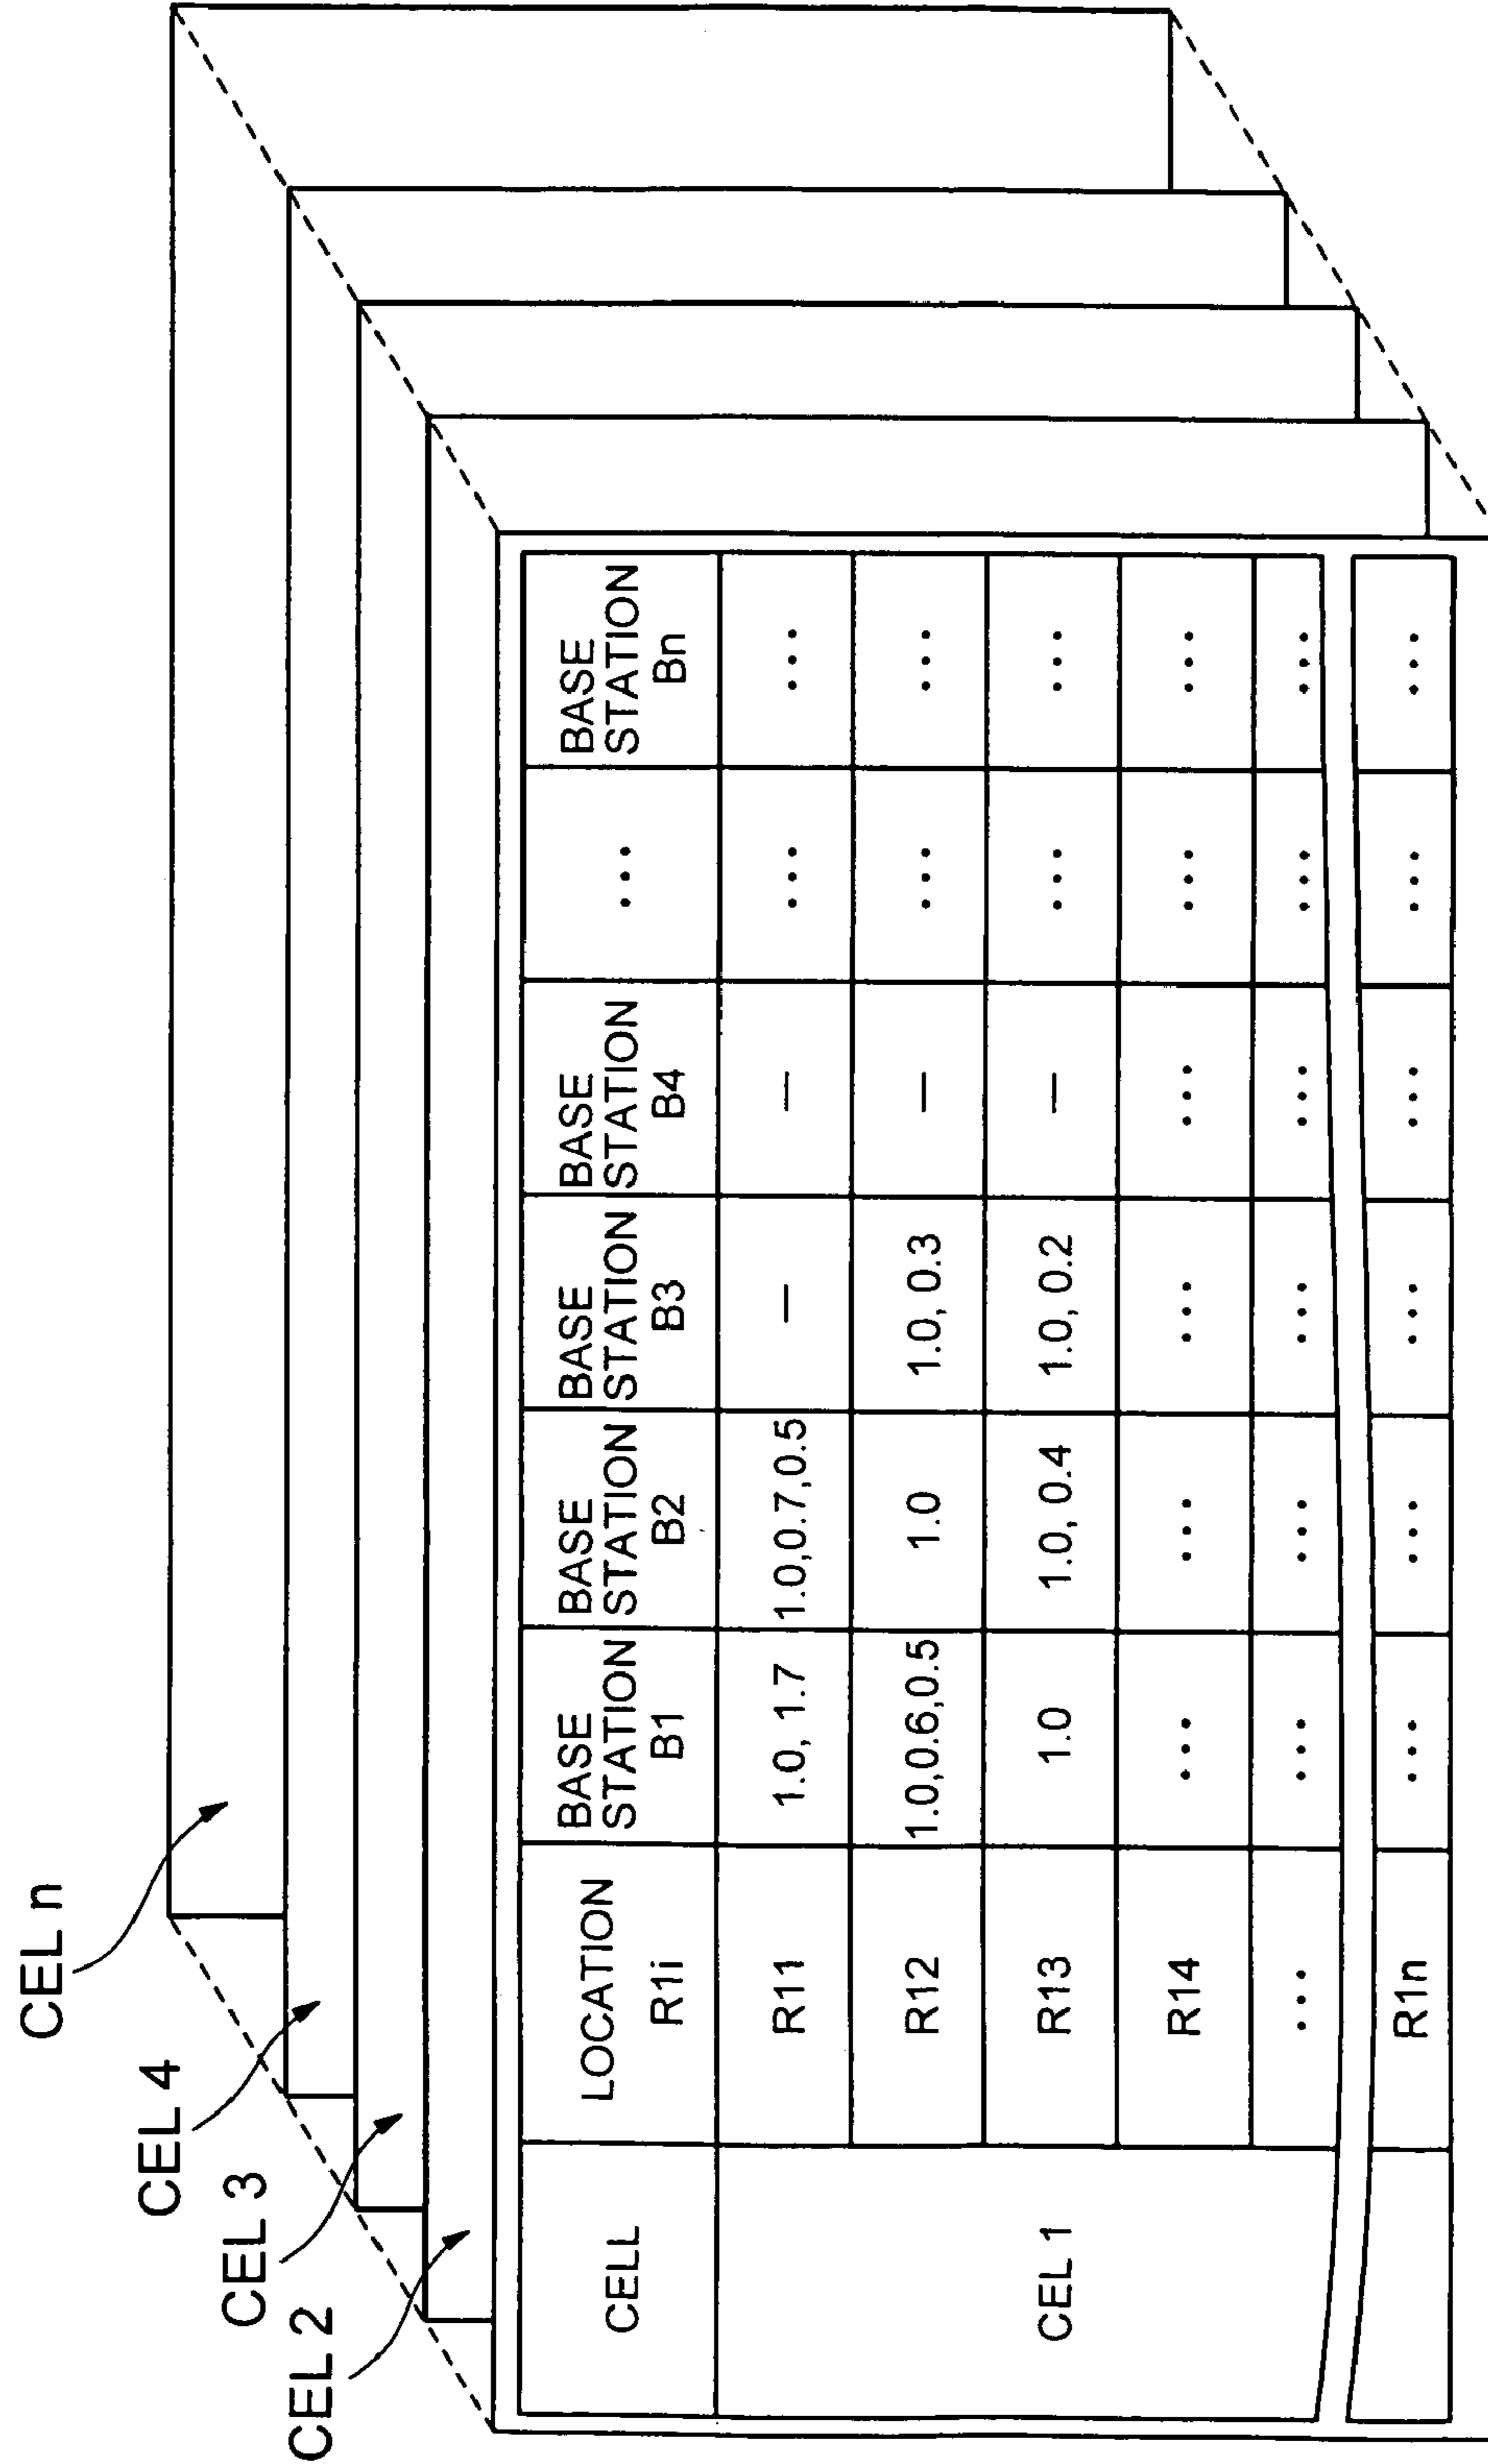 CEL n
CEL 4
CEL 3
CEL 2
CELL
LOCATION
R1i
BASE
STATION
B1
BASE
STATION
B2
BASE
STATION
B3
BASE
STATION
B4
...
BASE
STATION
Bn
CEL 1
R11
1.0, 1.7
1.0,0.7,0.5
—
—
...
...
R12
1.0,0.6,0.5
1.0
1.0, 0.3
—
...
...
R13
1.0
1.0, 0.4
1.0, 0.2
—
...
...
R14
...
...
...
...
...
...
...
...
...
...
...
...
...
R1n
...
...
...
...
...
...